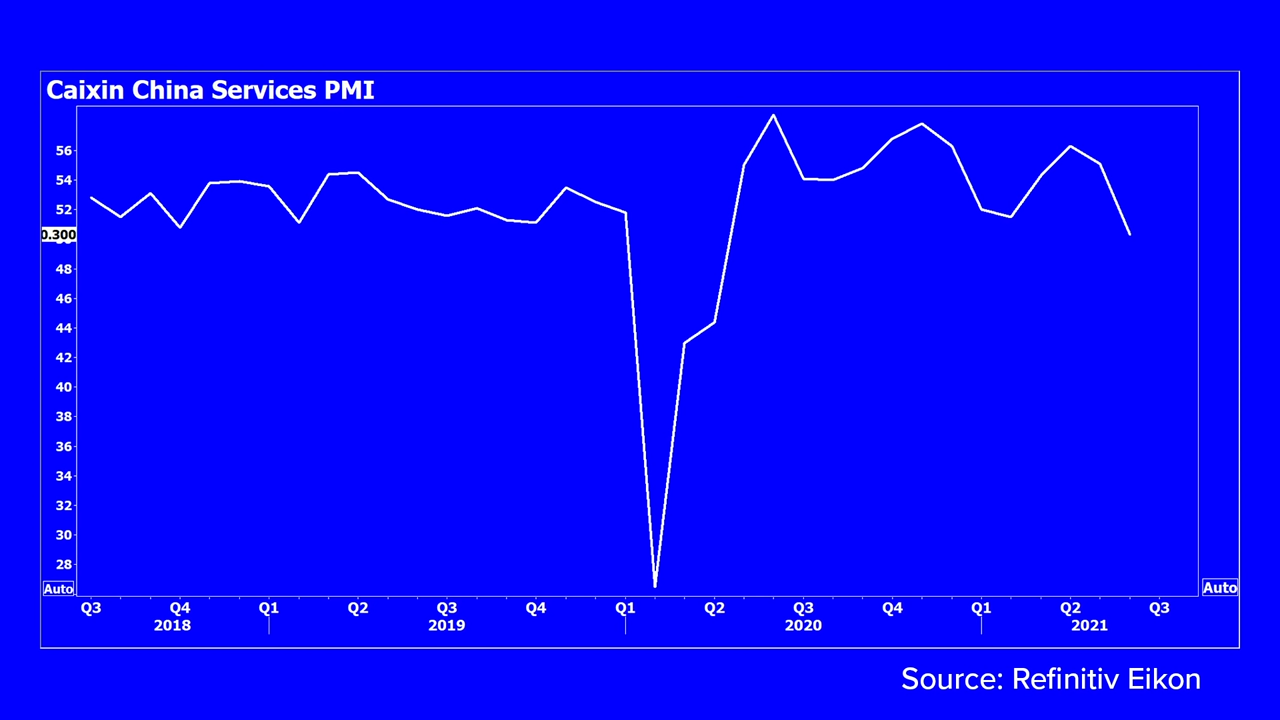 Caixin China Services PMI
56
54
52
0.300
48
46
44
42
40
38
36
34
32
30
28
Auto
Auto
Q3 Q4 Q1 Q2 Q3 Q4 Q1 Q2 Q3 Q4 Q1 Q2 Q3
2018 2019 2020 2021
Source: Refinitiv Eikon